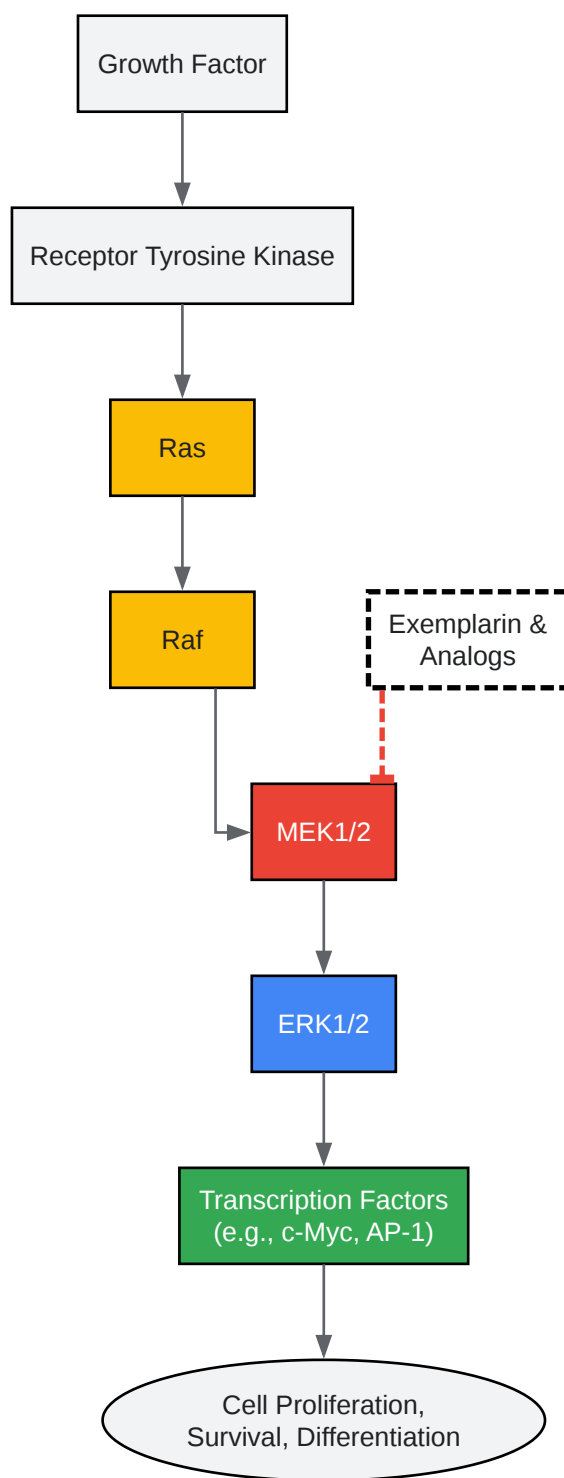 Growth Factor
Receptor Tyrosine Kinase
Ras
Raf
Exemplarin &
Analogs
MEK1/2
ERK1/2
Transcription Factors
(e.g., c-Myc, AP-1)
Cell Proliferation,
Survival, Differentiation